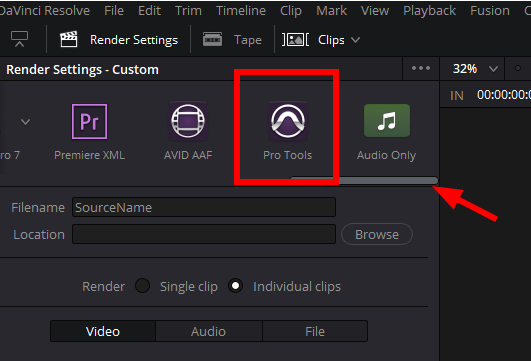 DaVinci Resolve Edit Trim Timeline Clip Mark View Playback Fusion
Render Settings Tape Clips
Render Settings - Custom ••• 32%
IN 00:00:00:0
Pr
ro 7 Premiere XML AVID AAF Pro Tools Audio Only
Filename SourceName
Location Browse
Render Single clip Individual clips
Video Audio File